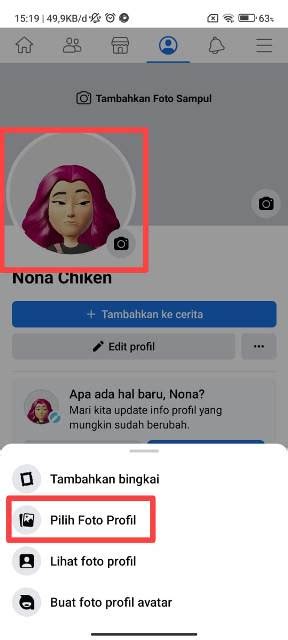 15:19 | 49,9KB/d
63%
Tambahkan Foto Sampul
Nona Chiken
+ Tambahkan ke cerita
Edit profil
Apa ada hal baru, Nona?
Mari kita update info profil yang
mungkin sudah berubah.
Tambahkan bingkai
Pilih Foto Profil
Lihat foto profil
Buat foto profil avatar